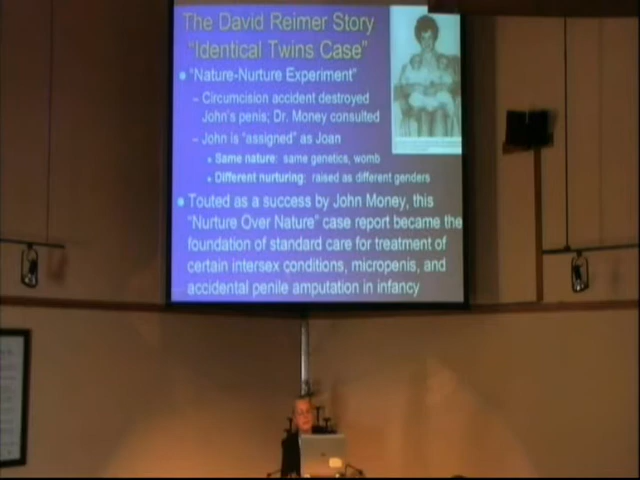 The David Reimer Story
"Identical Twins Case"
• "Nature-Nurture Experiment"
– Circumcision accident destroyed
John's penis; Dr. Money consulted
– John is "assigned" as Joan
• Same nature: same genetics, womb
• Different nurturing: raised as different genders
• Touted as a success by John Money, this
"Nurture Over Nature" case report became the
foundation of standard care for treatment of
certain intersex conditions, micropenis, and
accidental penile amputation in infancy